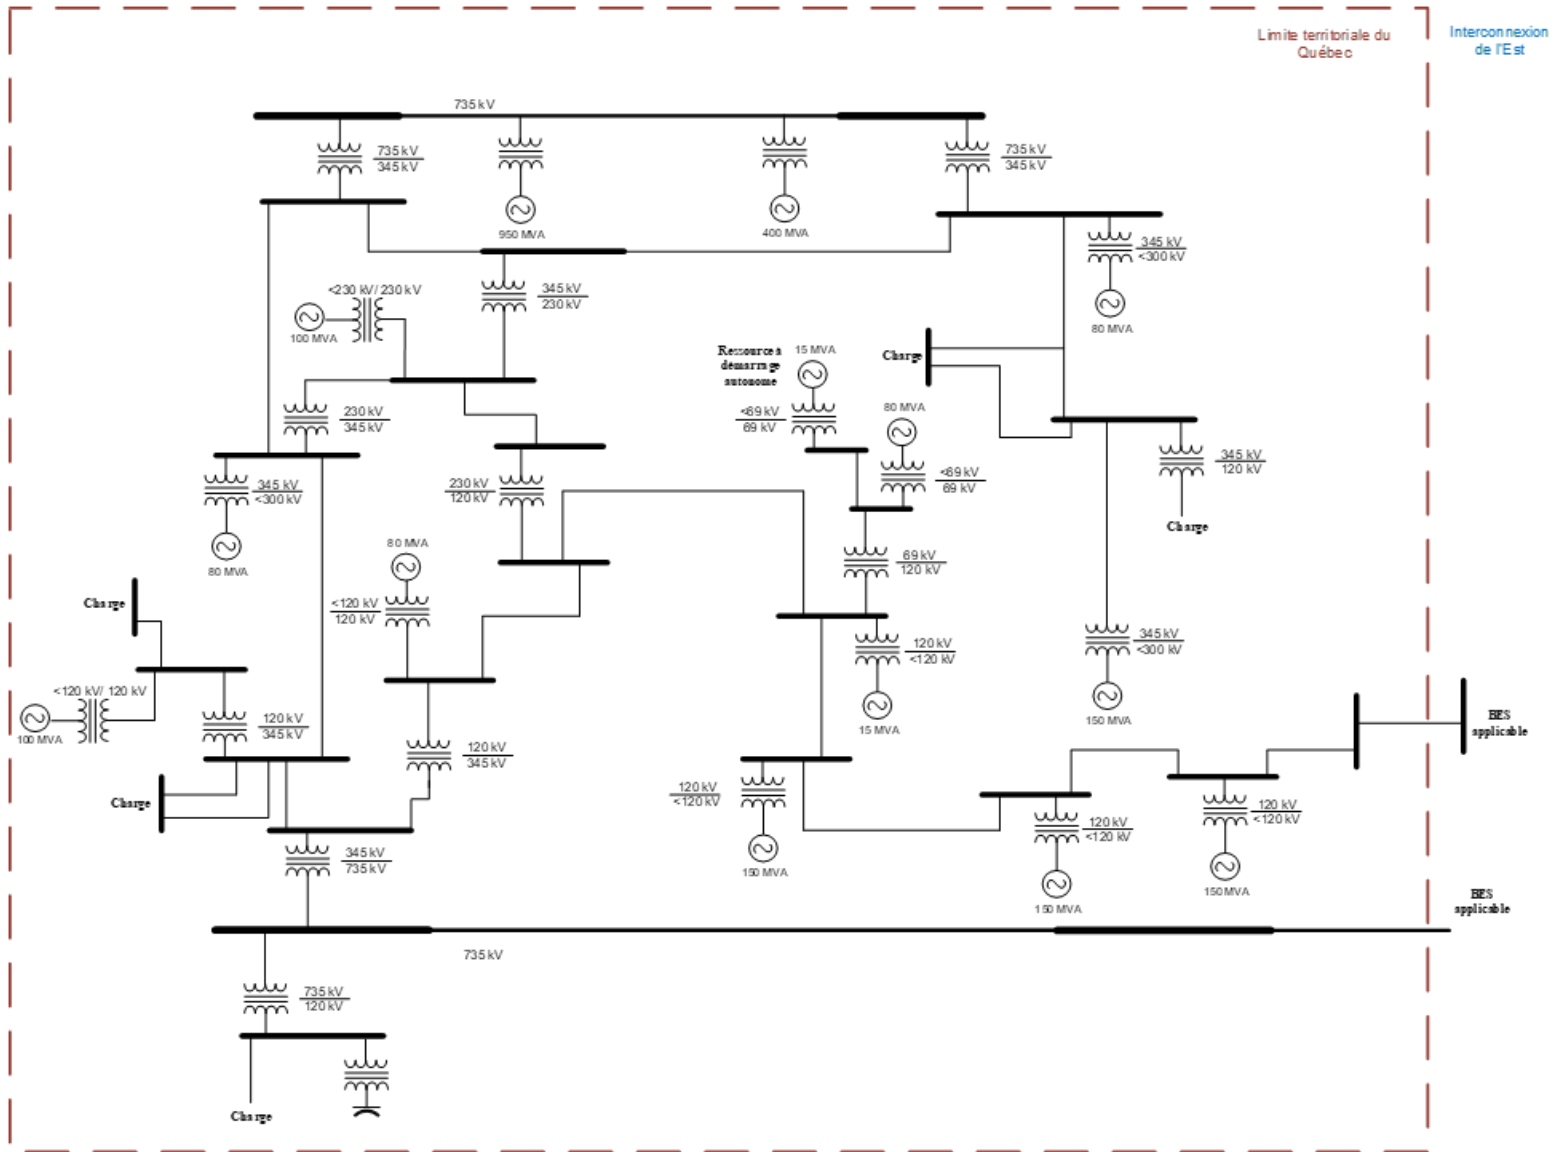 Limite territoriale du
Québec
Interconnexion
de l'Est
735 kV
735 kV
345 kV
735 kV
345 kV
950 MVA
400 MVA
345 kV
<300 kV
80 MVA
<230 kV/ 230 kV
100 MVA
345 kV
230 kV
Ressource à
démarrage
autonome
15 MVA
Charge
<69 kV
69 kV
80 MVA
<69 kV
69 kV
230 kV
345 kV
345 kV
<300 kV
80 MVA
230 kV
120 kV
345 kV
120 kV
Charge
80 MVA
<120 kV
120 kV
69 kV
120 kV
Charge
120 kV
<120 kV
15 MVA
345 kV
<300 kV
150 MVA
<120 kV/ 120 kV
100 MVA
120 kV
345 kV
120 kV
345 kV
BES
applicable
Charge
120 kV
<120 kV
150 MVA
120 kV
<120 kV
150 MVA
120 kV
<120 kV
150 MVA
345 kV
735 kV
BES
applicable
735 kV
735 kV
120 kV
Charge